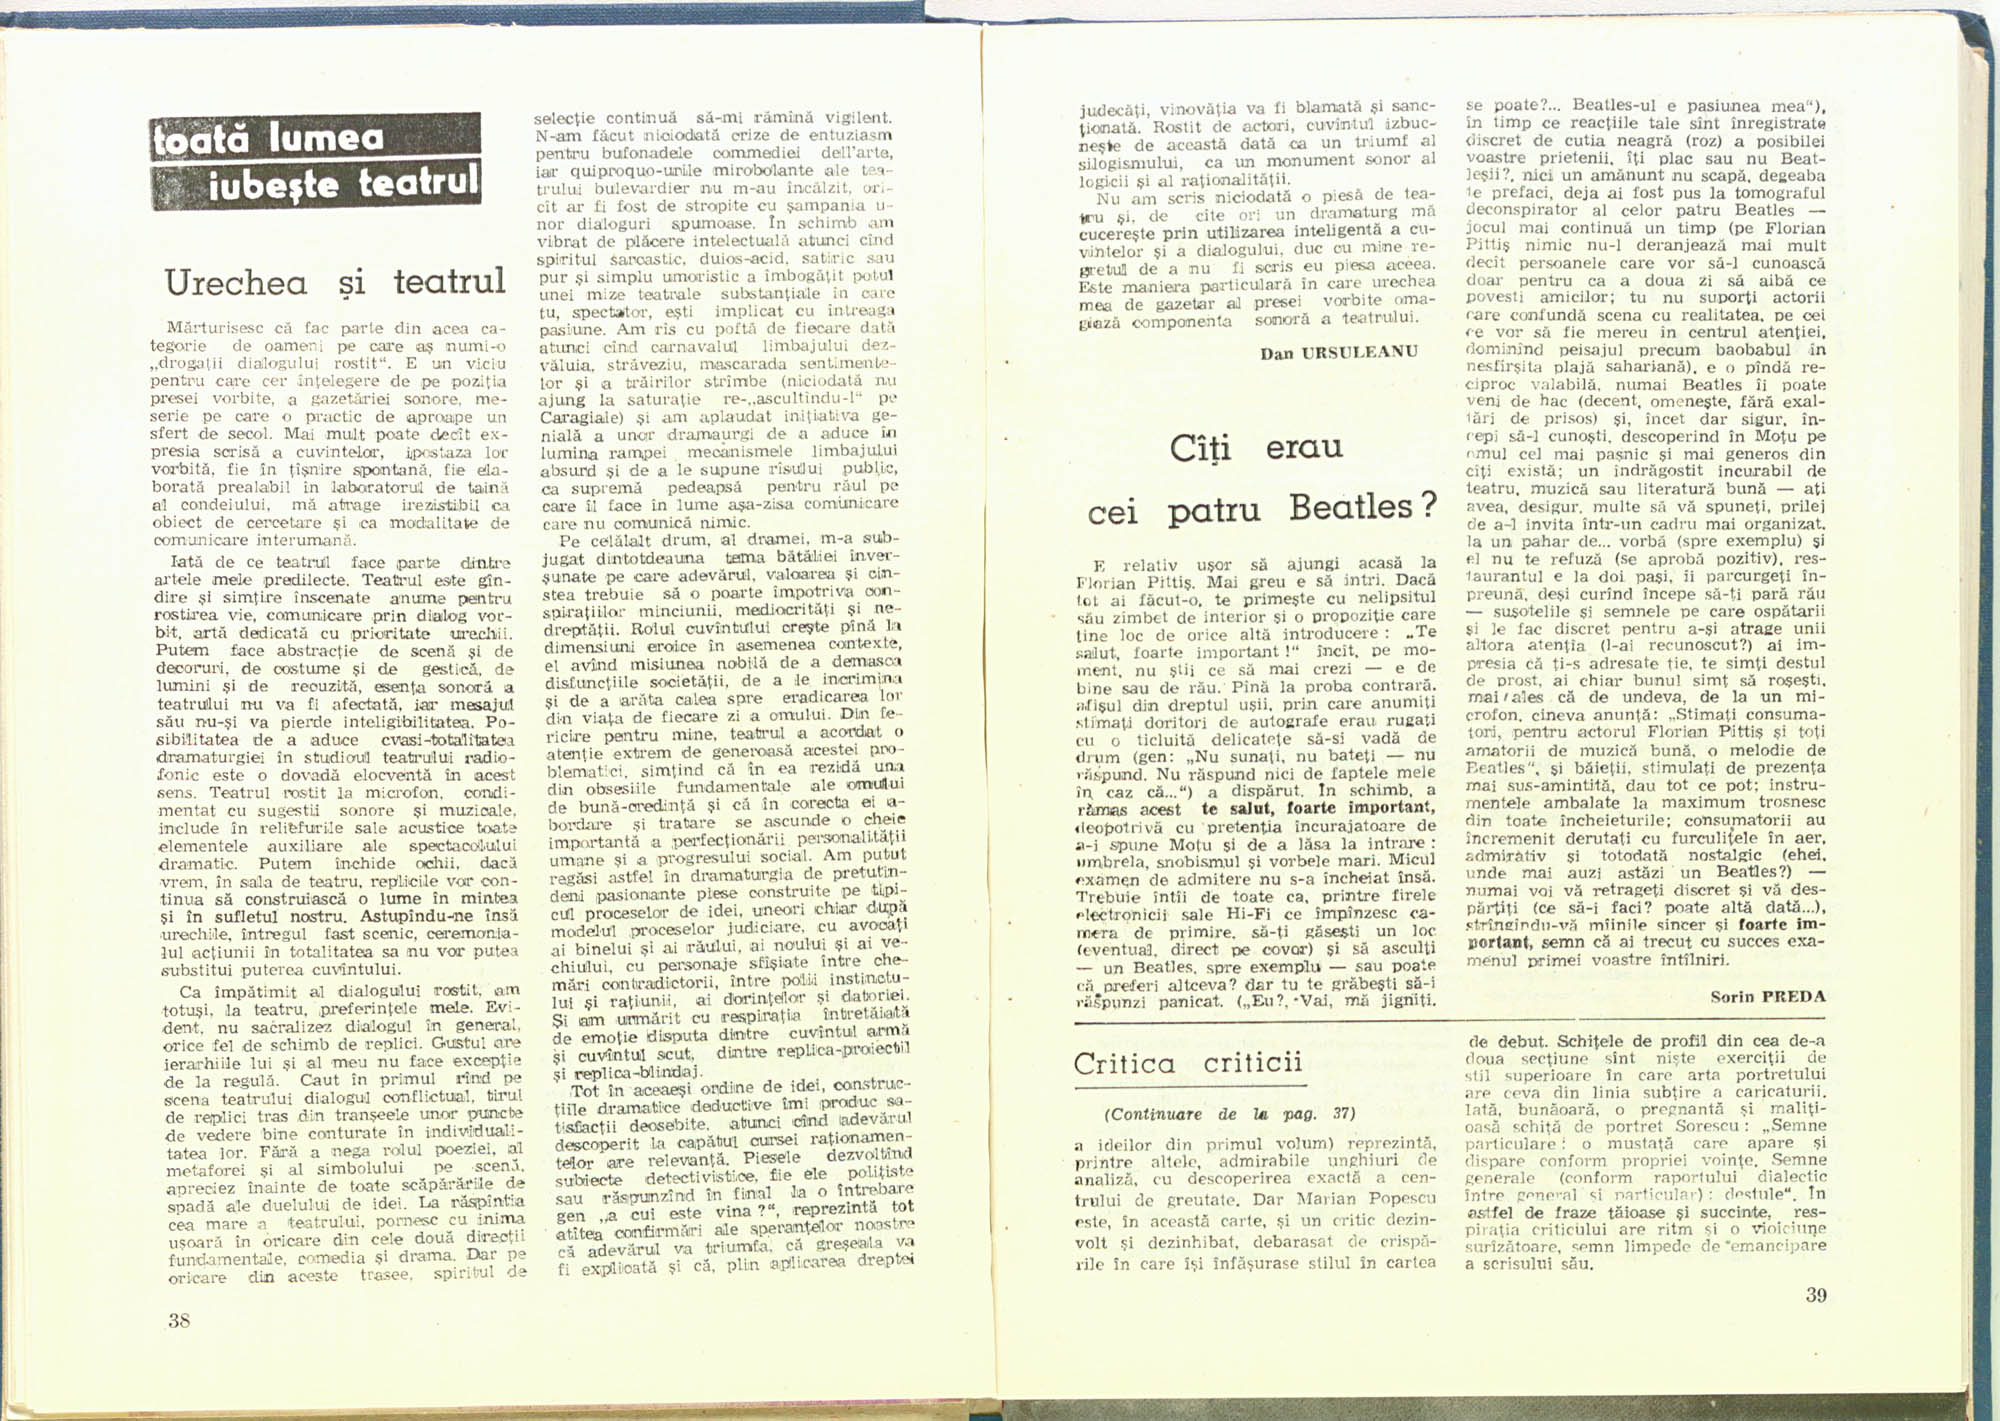 toată lumea
iubește teatrul
Urechea și teatrul
Mărturisesc că fac parte din acea ca-
tegorie de oameni pe care aș numi-o
„drogații dialogului rostit“. E un viciu
pentru care cer înțelegere de pe poziția
presei vorbite, a gazetăriei sonore, me-
serie pe care o practic de aproape un
sfert de secol. Mai mult poate decît ex-
presia scrisă a cuvintelor, ipostaza lor
vorbită, fie în țîșnire spontană, fie ela-
borată prealabil în laboratorul de taină
al condeiului, mă atrage irezistibil ca
obiect de cercetare și ca modalitate de
comunicare interumană.
Iată de ce teatrul face parte dintre
artele mele predilecte. Teatrul este gîn-
dire și simțire înscenate anume pentru
rostirea vie, comunicare prin dialog vor-
bit, artă dedicată cu prioritate urechii.
Putem face abstracție de scenă și de
decoruri, de costume și de gestică, de
lumini și de recuzită, esența sonoră a
teatrului nu va fi afectată, iar mesajul
său nu-și va pierde inteligibilitatea. Po-
sibilitatea de a aduce cvasi-totalitatea
dramaturgiei în studioul teatrului radio-
fonic este o dovadă elocventă în acest
sens. Teatrul rostit la microfon, condi-
mentat cu sugestii sonore și muzicale,
include în reliefurile sale acustice toate
elementele auxiliare ale spectacolului
dramatic. Putem închide ochii, dacă
vrem, în sala de teatru, replicile vor con-
tinua să construiască o lume în mintea
și în sufletul nostru. Astupîndu-ne însă
urechile, întregul fast scenic, ceremonia-
lul acțiunii în totalitatea sa nu vor putea
substitui puterea cuvîntului.
Ca împătimit al dialogului rostit, am
totuși, la teatru, preferințele mele. Evi-
dent, nu sacralizez dialogul în general,
orice fel de schimb de replici. Gustul are
ierarhiile lui și al meu nu face excepție
de la regulă. Caut în primul rînd pe
scena teatrului dialogul conflictual, tirul
de replici tras din tranșeele unor puncte
de vedere bine conturate în individuali-
tatea lor. Fără a nega rolul poeziei, al
metaforei și al simbolului pe scenă,
apreciez înainte de toate scăpărările de
spadă ale duelului de idei. La răspîntia
cea mare a teatrului, pornesc cu inima
ușoară în oricare din cele două direcții
fundamentale, comedia și drama. Dar pe
oricare din aceste trasee, spiritul de
38
selecție continuă să-mi rămînă vigilent.
N-am făcut niciodată crize de entuziasm
pentru bufonadele commediei dell'arte,
iar quiproquo-urile mirobolante ale tea-
trului bulevardier nu m-au încălzit, ori-
cît ar fi fost de stropite cu șampania u-
nor dialoguri spumoase. În schimb am
vibrat de plăcere intelectuală atunci cînd
spiritul sarcastic, duios-acid, satiric sau
pur și simplu umoristic a îmbogățit potul
unei mize teatrale substanțiale în care
tu, spectator, ești implicat cu întreaga
pasiune. Am rîs cu poftă de fiecare dată
atunci cînd carnavalul limbajului dez-
văluia, străveziu, mascarada sentimente-
lor și a trăirilor strîmbe (niciodată nu
ajung la saturație re-„ascultîndu-l“ pe
Caragiale) și am aplaudat inițiativa ge-
nială a unor dramaurgi de a aduce în
lumina rampei mecanismele limbajului
absurd și de a le supune rîsului public,
ca supremă pedeapsă pentru răul pe
care îl face în lume așa-zisa comunicare
care nu comunică nimic.
Pe celălalt drum, al dramei, m-a sub-
jugat dintotdeauna tema bătăliei înver-
șunate pe care adevărul, valoarea și cin-
stea trebuie să o poarte împotriva con-
spirațiilor minciunii, mediocrități și ne-
dreptății. Rolul cuvîntului crește pînă la
dimensiuni eroice în asemenea contexte,
el avînd misiunea nobilă de a demasca
disfuncțiile societății, de a le incrimina
și de a arăta calea spre eradicarea lor
din viața de fiecare zi a omului. Din fe-
ricire pentru mine, teatrul a acordat o
atenție extrem de generoasă acestei pro-
blematici, simțind că în ea rezidă una
din obsesiile fundamentale ale omului
de bună-credință și că în corecta ei a-
bordare și tratare se ascunde o cheie
importantă a perfecționării personalității
umane și a progresului social. Am putut
regăsi astfel în dramaturgia de pretutin-
deni pasionante piese construite pe tipi-
cul proceselor de idei, uneori chiar după
modelul proceselor judiciare, cu avocați
ai binelui și ai răului, ai noului și ai ve-
chiului, cu personaje sfîșiate între che-
mări contradictorii, între polii instinctu-
lui și rațiunii, ai dorințelor și datoriei.
Și am urmărit cu respirația întretăiată
de emoție disputa dintre cuvîntul armă
și cuvîntul scut, dintre replica-proiectil
și replica-blindaj.
Tot în aceaeși ordine de idei, construc-
țiile dramatice deductive îmi produc sa-
tisfacții deosebite, atunci cînd adevărul
descoperit la capătul cursei raționamen-
telor are relevanță. Piesele dezvoltînd
subiecte detectivistice, fie ele polițiste
sau răspunzînd în final la o întrebare
gen „a cui este vina ?“, reprezintă tot
atîtea confirmări ale speranțelor noastre
că adevărul va triumfa, că greșeala va
fi explicată și că, plin aplicarea dreptei
judecăți, vinovăția va fi blamată și sanc-
ționată. Rostit de actori, cuvîntul izbuc-
nește de această dată ca un triumf al
silogismului, ca un monument sonor al
logicii și al raționalității.
Nu am scris niciodată o piesă de tea-
tru și, de cîte ori un dramaturg mă
cucerește prin utilizarea inteligentă a cu-
vintelor și a dialogului, duc cu mine re-
gretul de a nu fi scris eu piesa aceea.
Este maniera particulară în care urechea
mea de gazetar al presei vorbite oma-
giază componenta sonoră a teatrului.
Dan URSULEANU
Cîți erau
cei patru Beatles ?
E relativ ușor să ajungi acasă la
Florian Pittiș. Mai greu e să intri. Dacă
tot ai făcut-o, te primește cu nelipsitul
său zîmbet de interior și o propoziție care
ține loc de orice altă introducere : „Te
salut, foarte important !“ încît, pe mo-
ment, nu știi ce să mai crezi — e de
bine sau de rău. Pînă la proba contrară,
afișul din dreptul ușii, prin care anumiți
stimați doritori de autografe erau rugați
cu o ticluită delicatețe să-si vadă de
drum (gen: „Nu sunați, nu bateți — nu
răspund. Nu răspund nici de faptele mele
în caz că...“) a dispărut. În schimb, a
rămas acest te salut, foarte important,
deopotrivă cu pretenția încurajatoare de
a-i spune Moțu și de a lăsa la intrare :
umbrela, snobismul și vorbele mari. Micul
examen de admitere nu s-a încheiat însă.
Trebuie întîi de toate ca, printre firele
electronicii sale Hi-Fi ce împînzesc ca-
mera de primire, să-ți găsești un loc
(eventual, direct pe covor) și să asculți
— un Beatles, spre exemplu — sau poate
că preferi altceva? dar tu te grăbești să-i
răspunzi panicat. („Eu?, Vai, mă jigniți.
se poate?... Beatles-ul e pasiunea mea“),
în timp ce reacțiile tale sînt înregistrate
discret de cutia neagră (roz) a posibilei
voastre prietenii, îți plac sau nu Beat-
leșii?, nici un amănunt nu scapă, degeaba
te prefaci, deja ai fost pus la tomograful
deconspirator al celor patru Beatles —
jocul mai continuă un timp (pe Florian
Pittiș nimic nu-l deranjează mai mult
decît persoanele care vor să-l cunoască
doar pentru ca a doua zi să aibă ce
povesti amicilor; tu nu suporți actorii
care confundă scena cu realitatea, pe cei
ce vor să fie mereu în centrul atenției,
dominînd peisajul precum baobabul în
nesfîrșita plajă sahariană), e o pîndă re-
ciproc valabilă, numai Beatles îi poate
veni de hac (decent, omenește, fără exal-
tări de prisos) și, încet dar sigur, în-
cepi să-l cunoști, descoperind în Moțu pe
omul cel mai pașnic și mai generos din
cîți există; un îndrăgostit incurabil de
teatru, muzică sau literatură bună — ați
avea, desigur, multe să vă spuneți, prilej
de a-l invita într-un cadru mai organizat,
la un pahar de... vorbă (spre exemplu) și
el nu te refuză (se aprobă pozitiv), res-
taurantul e la doi pași, îi parcurgeți îm-
preună, deși curînd începe să-ți pară rău
— șușotelile și semnele pe care ospătarii
și le fac discret pentru a-și atrage unii
altora atenția (l-ai recunoscut?) ai im-
presia că ți-s adresate ție, te simți destul
de prost, ai chiar bunul simț să roșești,
mai ales că de undeva, de la un mi-
crofon, cineva anunță: „Stimați consuma-
tori, pentru actorul Florian Pittiș și toți
amatorii de muzică bună, o melodie de
Beatles“, și băieții, stimulați de prezența
mai sus-amintită, dau tot ce pot; instru-
mentele ambalate la maximum trosnesc
din toate încheieturile; consumatorii au
încremenit derutați cu furculițele în aer,
admirativ și totodată nostalgic (ehei,
unde mai auzi astăzi un Beatles?) —
numai voi vă retrageți discret și vă des-
părțiți (ce să-i faci? poate altă dată...),
strîngîndu-vă mîinile sincer și foarte im-
portant, semn că ai trecut cu succes exa-
menul primei voastre întîlniri.
Sorin PREDA
Critica criticii
(Continuare de la pag. 37)
a ideilor din primul volum) reprezintă,
printre altele, admirabile unghiuri de
analiză, cu descoperirea exactă a cen-
trului de greutate. Dar Marian Popescu
este, în această carte, și un critic dezin-
volt și dezinhibat, debarasat de crispă-
rile în care își înfășurase stilul în cartea
de debut. Schițele de profil din cea de-a
doua secțiune sînt niște exerciții de
stil superioare în care arta portretului
are ceva din linia subțire a caricaturii.
Iată, bunăoară, o pregnantă și maliți-
oasă schiță de portret Sorescu : „Semne
particulare : o mustață care apare și
dispare conform propriei voințe. Semne
generale (conform raportului dialectic
între general și particular) : destule“. În
astfel de fraze tăioase și succinte, res-
pirația criticului are ritm și o vioiciune
surîzătoare, semn limpede de emancipare
a scrisului său.
39